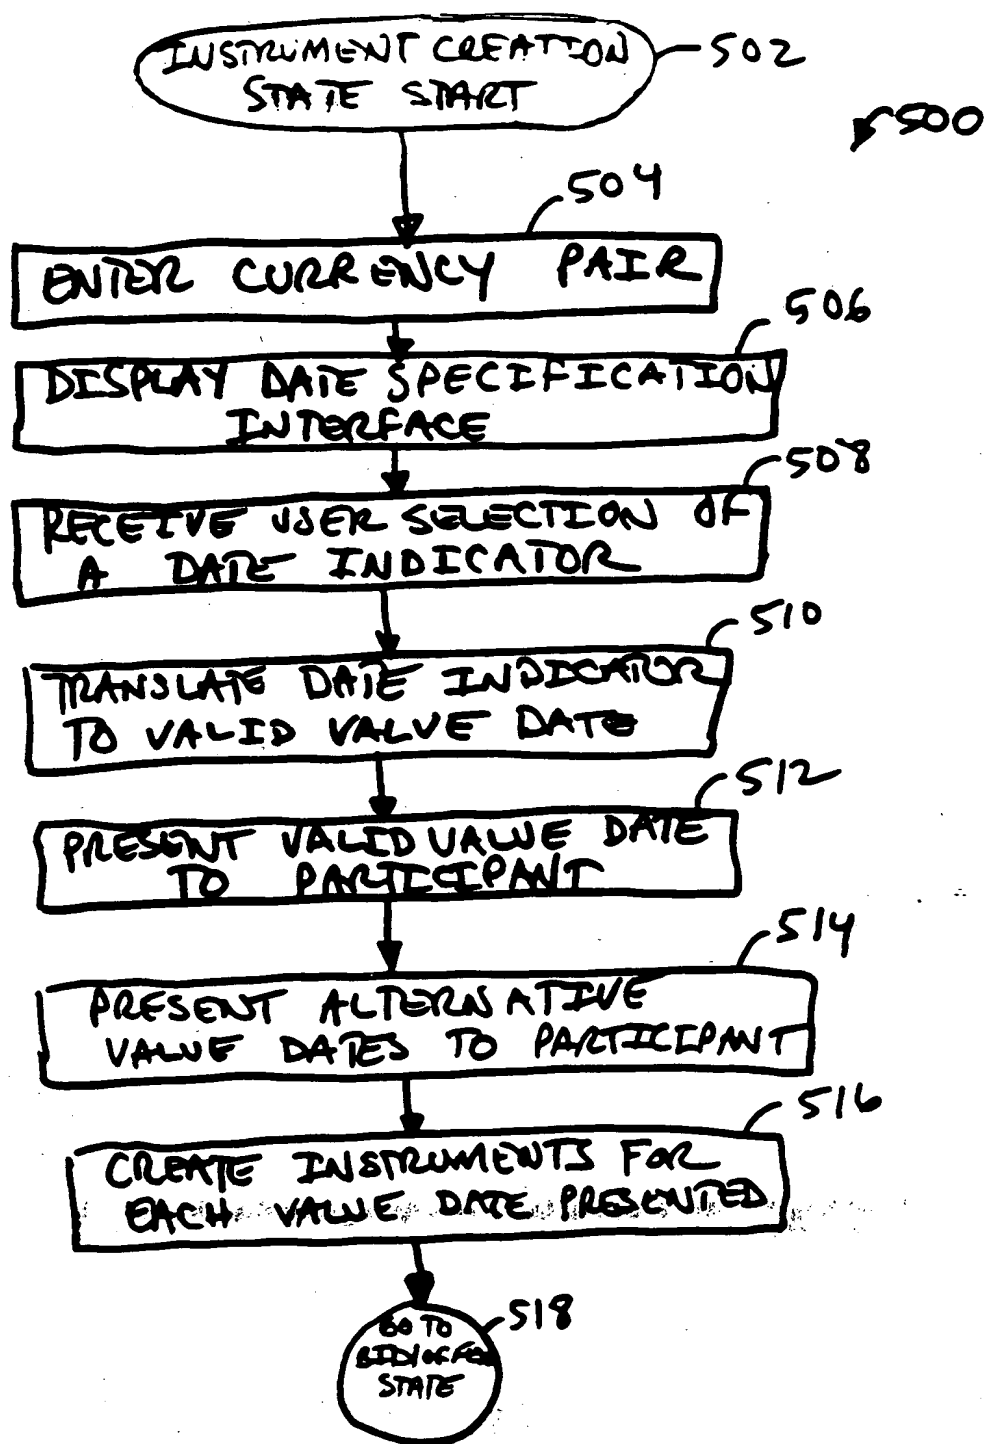 INSTRUMENT CREATION
STATE START
502
500
504
ENTER CURRENCY PAIR
506
DISPLAY DATE SPECIFICATION
INTERFACE
508
RECEIVE USER SELECTION OF
A DATE INDICATOR
510
TRANSLATE DATE INDIDCATOR
TO VALID VALUE DATE
512
PRESENT VALID VALUE DATE
TO PARTICIPANT
514
PRESENT ALTERNATIVE
VALUE DATES TO PARTICIPANT
516
CREATE INSTRUMENTS FOR
EACH VALUE DATE PRESENTED
518
GO TO
BID/OFFER
STATE